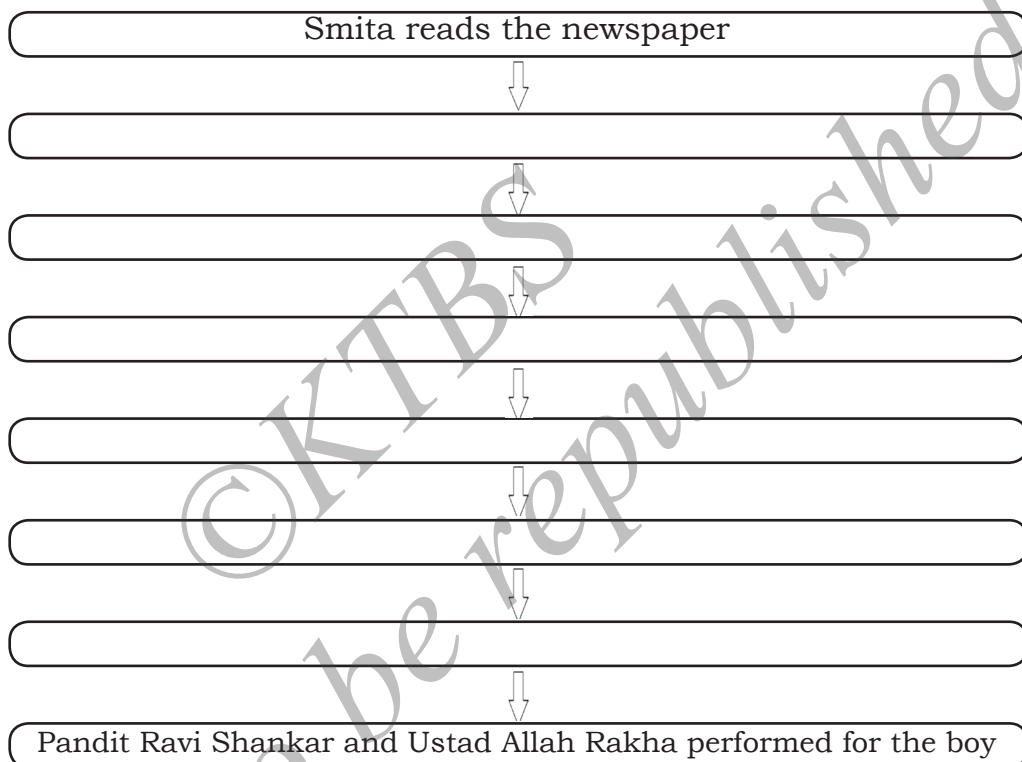 Smita reads the newspaper
©KTBS
be republished
Pandit Ravi Shankar and Ustad Allah Rakha performed for the boy